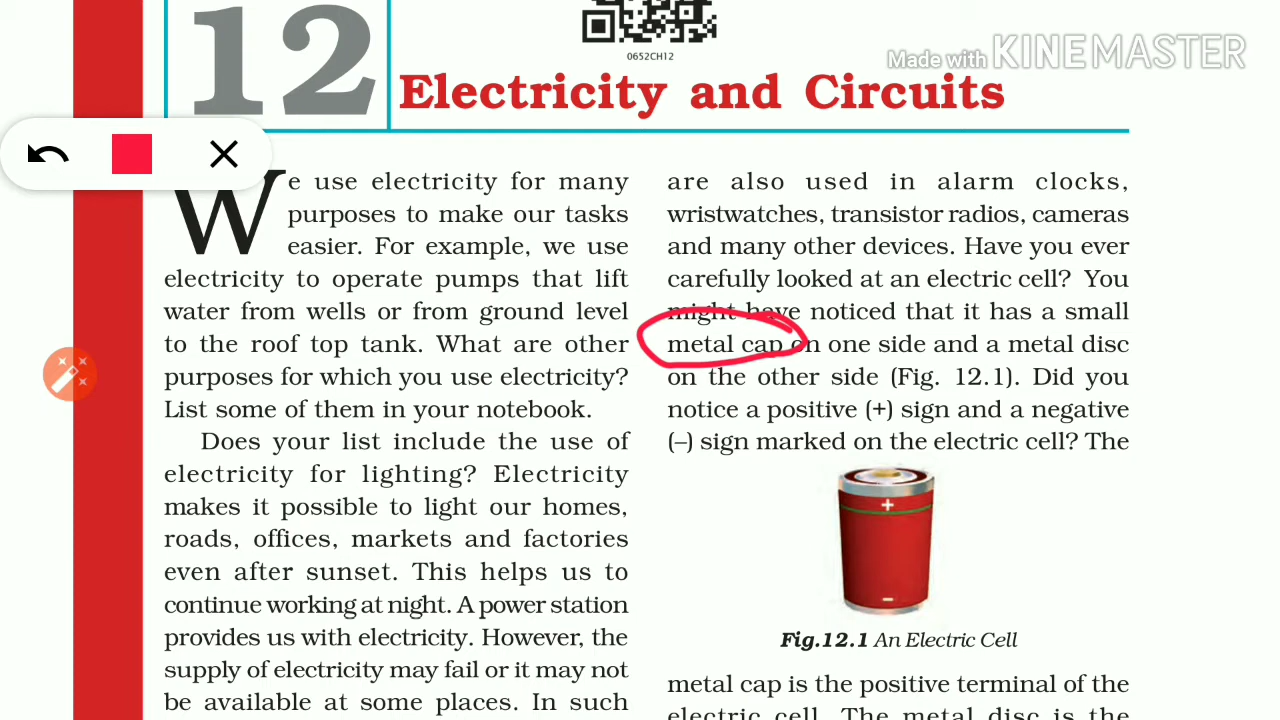 12
0652CH12
Made with KINEMASTER
Electricity and Circuits
We use electricity for many
purposes to make our tasks
easier. For example, we use
electricity to operate pumps that lift
water from wells or from ground level
to the roof top tank. What are other
purposes for which you use electricity?
List some of them in your notebook.
Does your list include the use of
electricity for lighting? Electricity
makes it possible to light our homes,
roads, offices, markets and factories
even after sunset. This helps us to
continue working at night. A power station
provides us with electricity. However, the
supply of electricity may fail or it may not
be available at some places. In such
are also used in alarm clocks,
wristwatches, transistor radios, cameras
and many other devices. Have you ever
carefully looked at an electric cell? You
might have noticed that it has a small
metal cap on one side and a metal disc
on the other side (Fig. 12.1). Did you
notice a positive (+) sign and a negative
(–) sign marked on the electric cell? The
+
–
Fig.12.1 An Electric Cell
metal cap is the positive terminal of the
electric cell. The metal disc is the